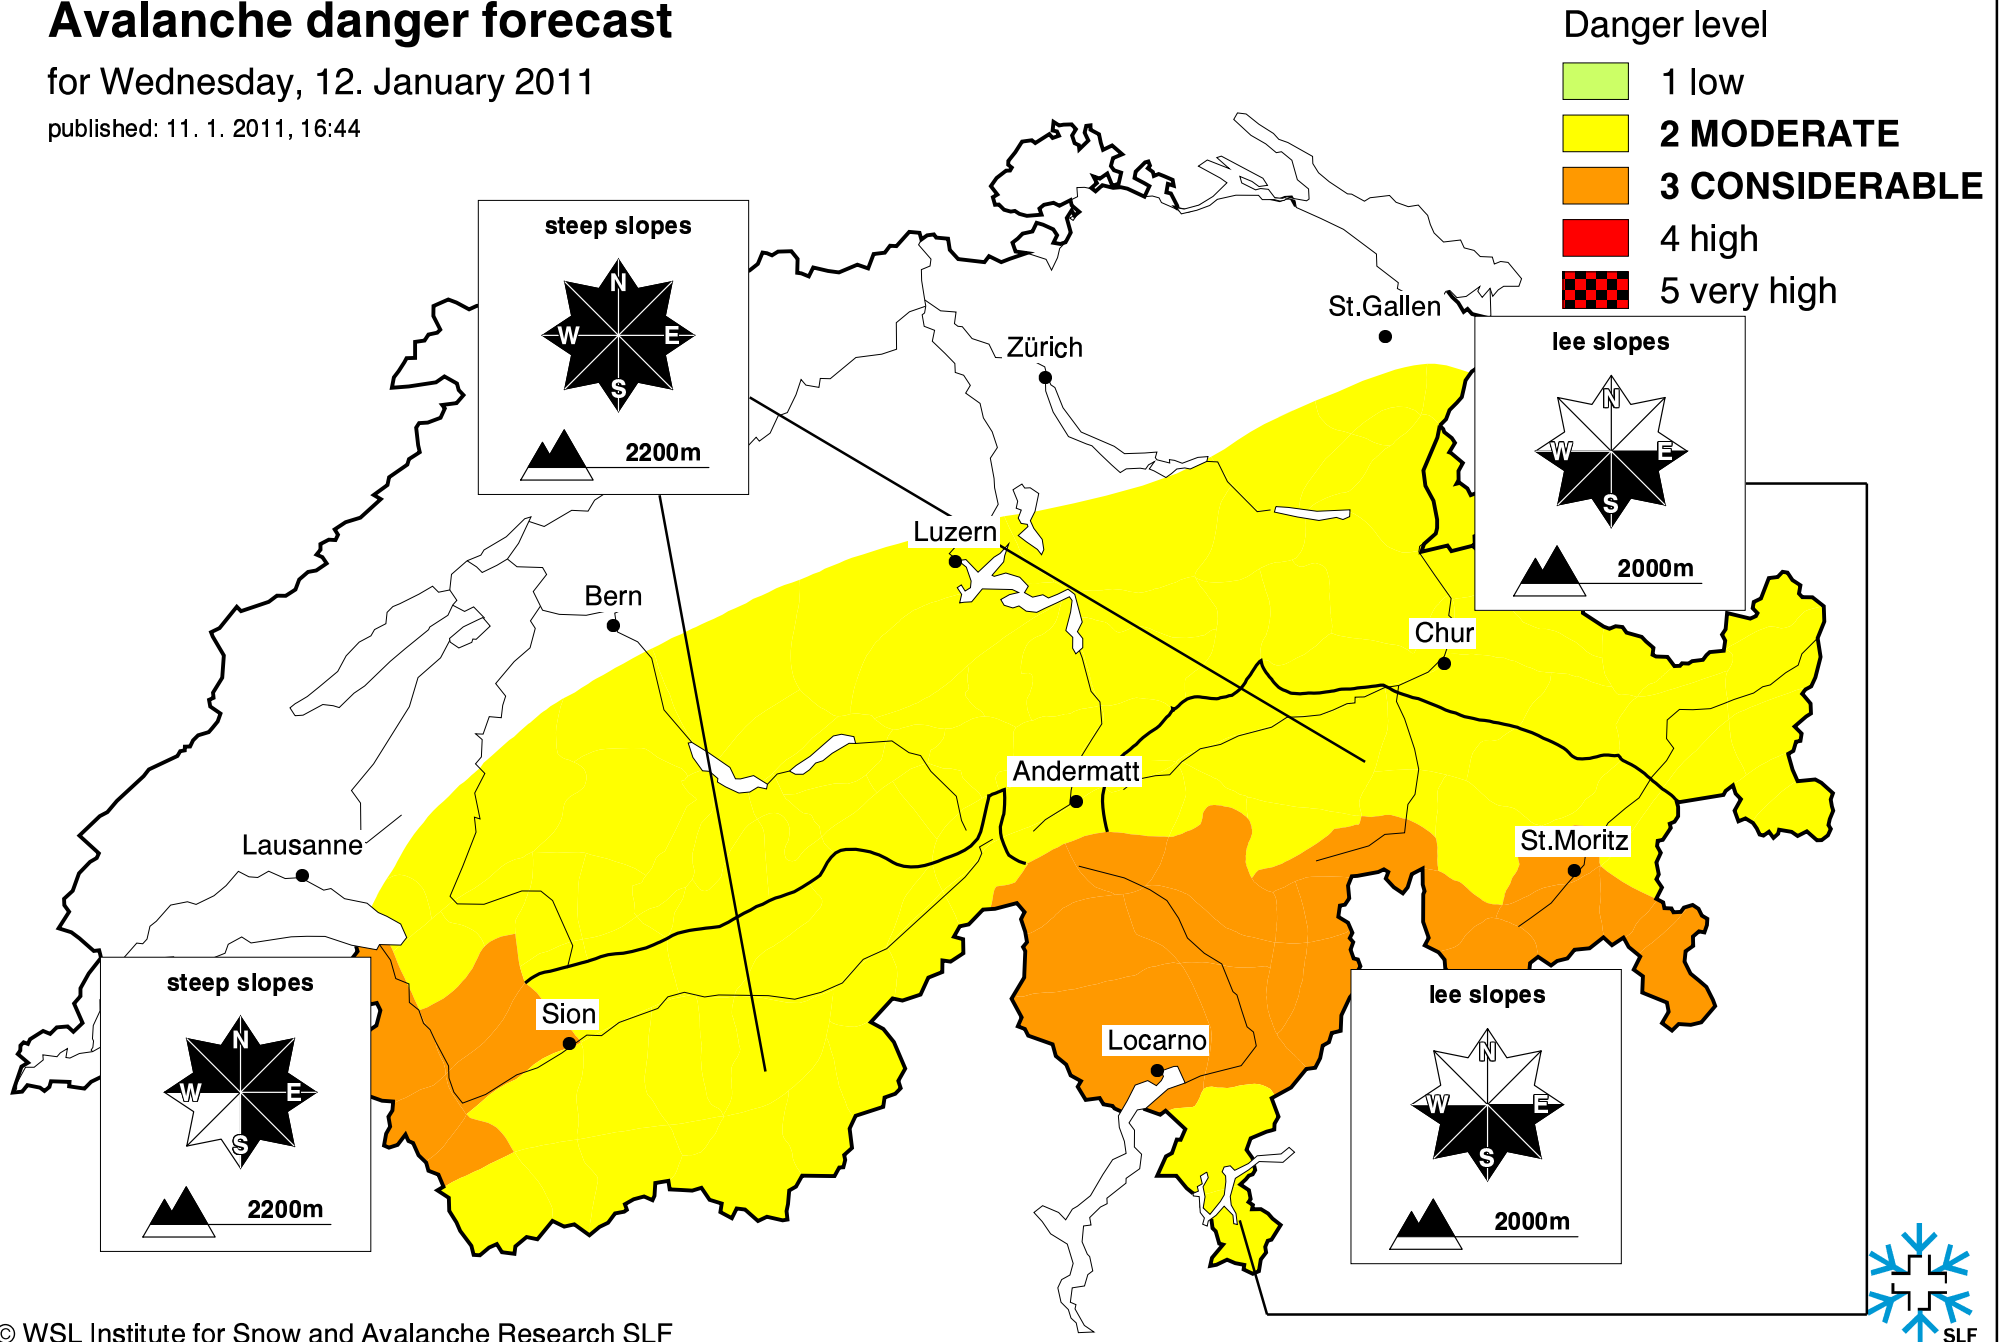 Avalanche danger forecast
for Wednesday, 12. January 2011
published: 11. 1. 2011, 16:44
Danger level
1 low
2 MODERATE
3 CONSIDERABLE
4 high
5 very high
steep slopes
N
W E
S
2200m
lee slopes
N
W E
S
2000m
St.Gallen
Zürich
Luzern
Bern
Chur
Andermatt
St.Moritz
Lausanne
Sion
Locarno
steep slopes
N
W E
S
2200m
lee slopes
N
W E
S
2000m
© WSL Institute for Snow and Avalanche Research SLF
SLF